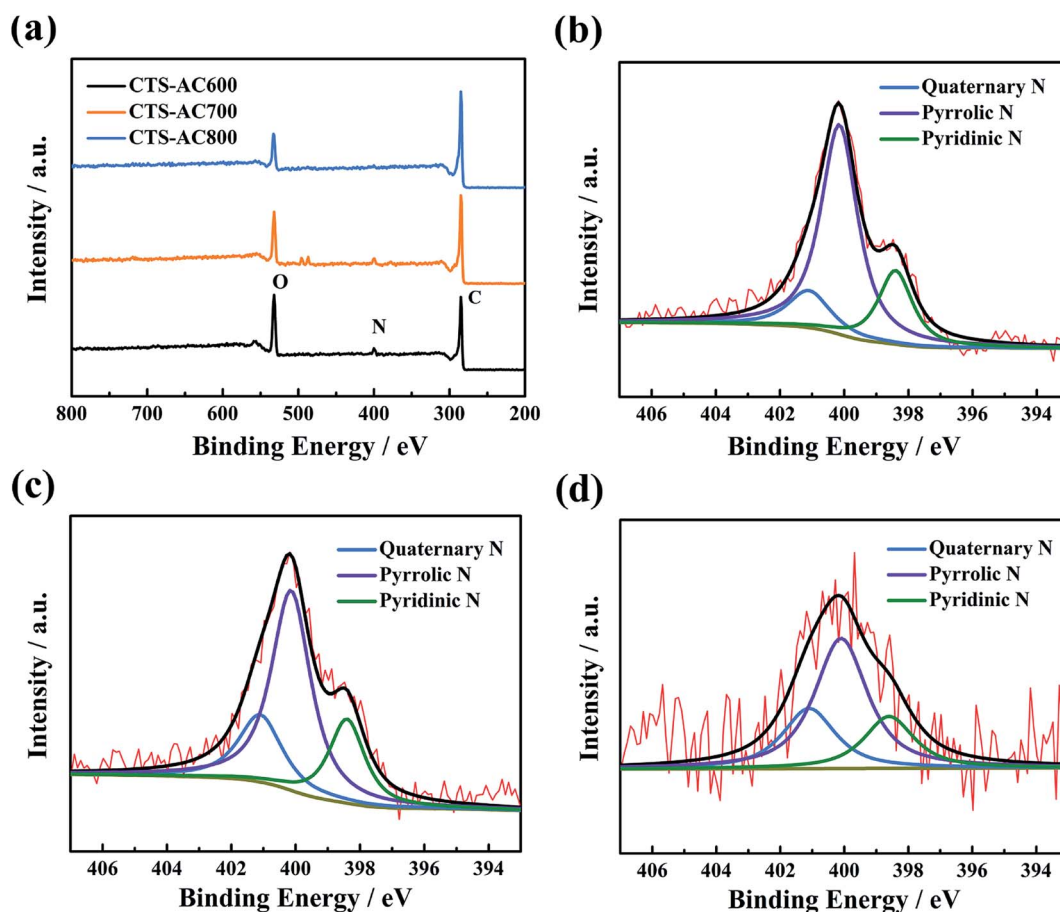 (a)
CTS-AC600
CTS-AC700
CTS-AC800
O
N
C
Intensity / a.u.
800 700 600 500 400 300 200
Binding Energy / eV
(b)
Quaternary N
Pyrrolic N
Pyridinic N
Intensity / a.u.
406 404 402 400 398 396 394
Binding Energy / eV
(c)
Quaternary N
Pyrrolic N
Pyridinic N
Intensity / a.u.
406 404 402 400 398 396 394
Binding Energy / eV
(d)
Quaternary N
Pyrrolic N
Pyridinic N
Intensity / a.u.
406 404 402 400 398 396 394
Binding Energy / eV